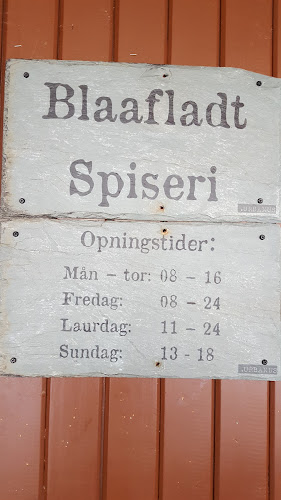 Blaafladt
Spiseri
Opningstider:
Mån – tor: 08 – 16
Fredag: 08 – 24
Laurdag: 11 – 24
Sundag: 13 - 18